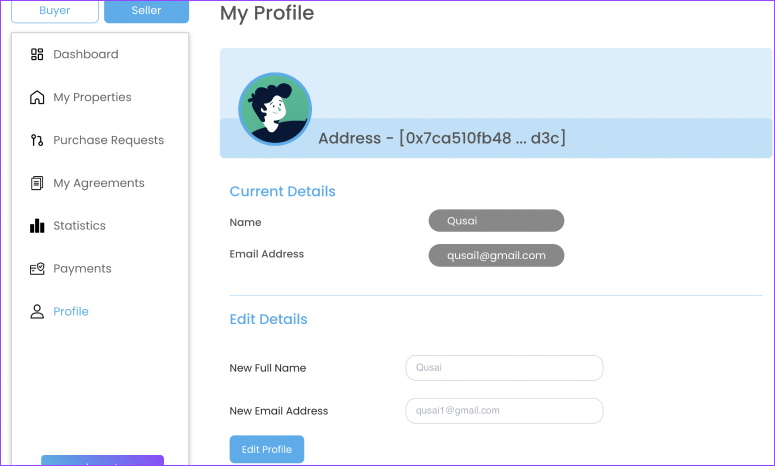 Buyer
Seller
My Profile
Dashboard
My Properties
Purchase Requests
My Agreements
Statistics
Payments
Profile
Address - [0x7ca510fb48 ... d3c]
Current Details
Name
Qusai
Email Address
qusai1@gmail.com
Edit Details
New Full Name
Qusai
New Email Address
qusai1@gmail.com
Edit Profile